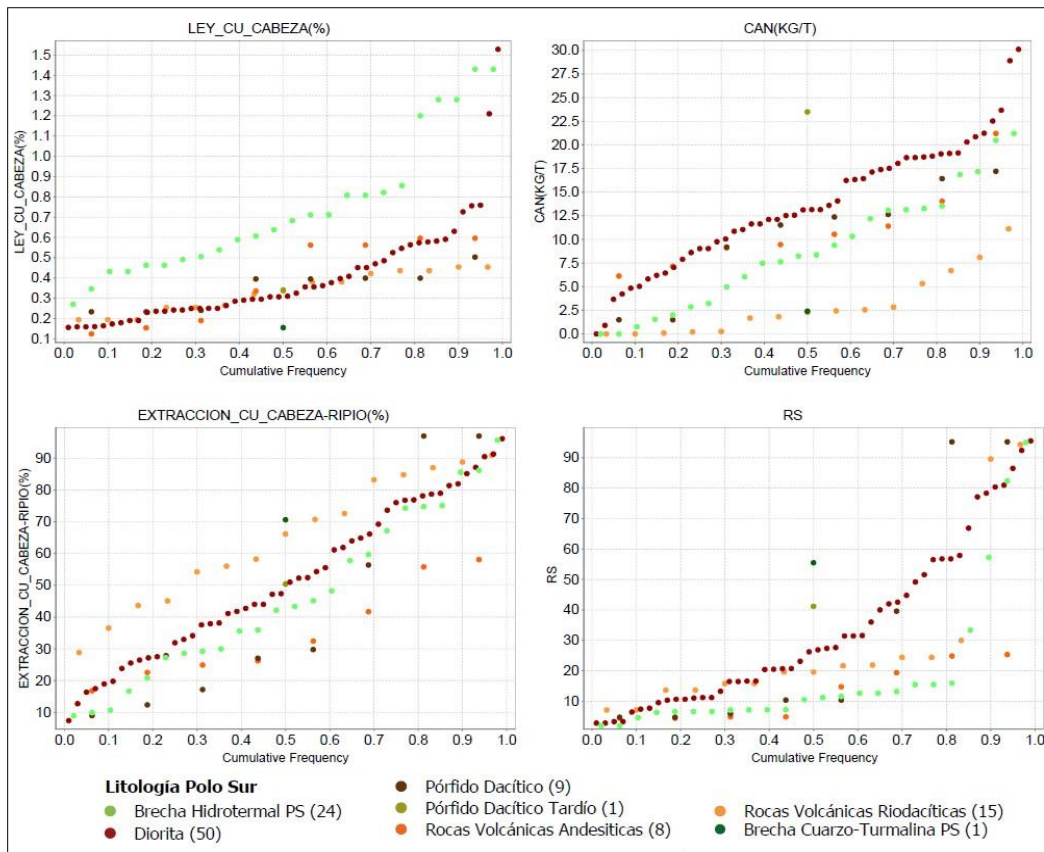 LEY_CU_CABEZA(%)
LEY_CU_CABEZA(%)
1.5
1.4
1.3
1.2
1.1
1.0
0.9
0.8
0.7
0.6
0.5
0.4
0.3
0.2
0.1
0.0 0.1 0.2 0.3 0.4 0.5 0.6 0.7 0.8 0.9 1.0
Cumulative Frequency
CAN(KG/T)
CAN(KG/T)
30.0
27.5
25.0
22.5
20.0
17.5
15.0
12.5
10.0
7.5
5.0
2.5
0.0
0.0 0.1 0.2 0.3 0.4 0.5 0.6 0.7 0.8 0.9 1.0
Cumulative Frequency
EXTRACCION_CU_CABEZA-RIPIO(%)
EXTRACCION_CU_CABEZA-RIPIO(%)
90
80
70
60
50
40
30
20
10
0.0 0.1 0.2 0.3 0.4 0.5 0.6 0.7 0.8 0.9 1.0
Cumulative Frequency
RS
RS
90
80
70
60
50
40
30
20
10
0.0 0.1 0.2 0.3 0.4 0.5 0.6 0.7 0.8 0.9 1.0
Cumulative Frequency
Litología Polo Sur
Brecha Hidrotermal PS (24)
Diorita (50)
Pórfido Dacítico (9)
Pórfido Dacítico Tardío (1)
Rocas Volcánicas Andesiticas (8)
Rocas Volcánicas Riodacíticas (15)
Brecha Cuarzo-Turmalina PS (1)